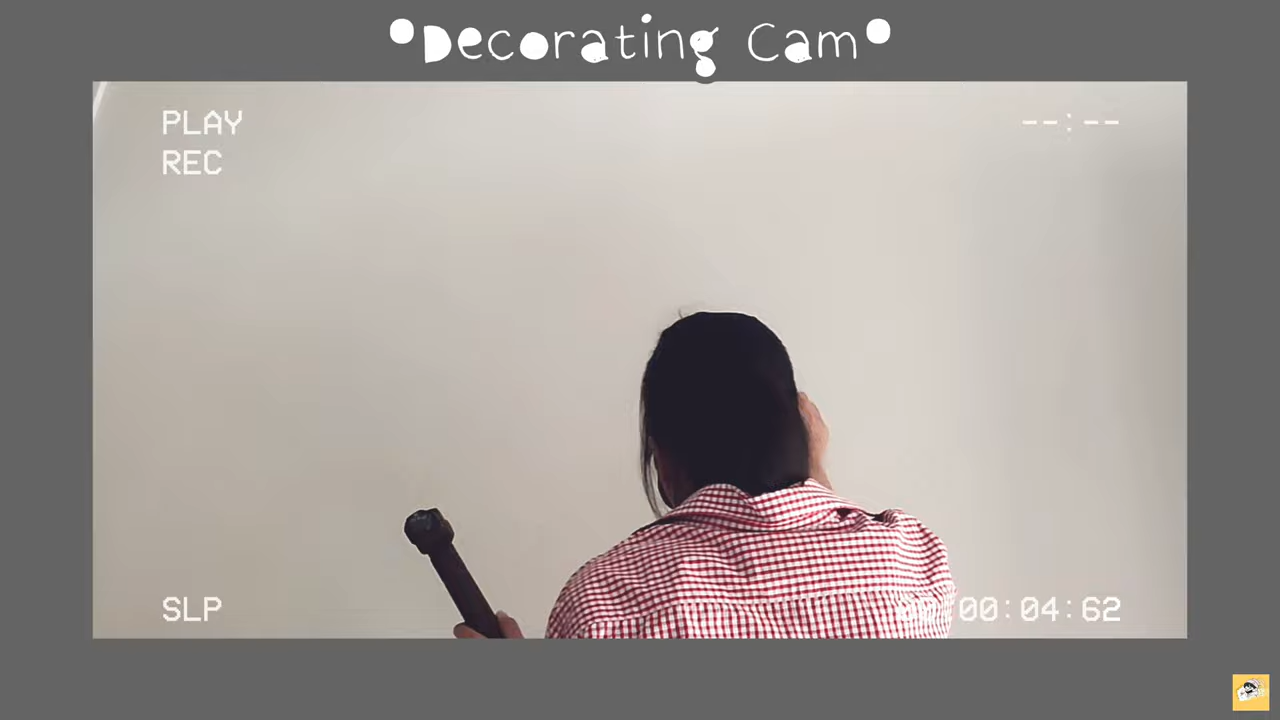 •Decorating Cam•
PLAY
--:--
REC
SLP
00:04:62